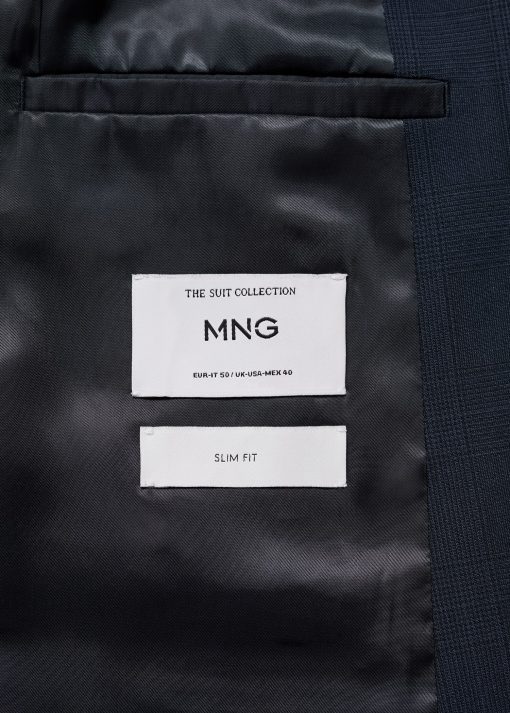 THE SUIT COLLECTION
MNG
EUR-IT 50 / UK-USA-MEX 40
SLIM FIT